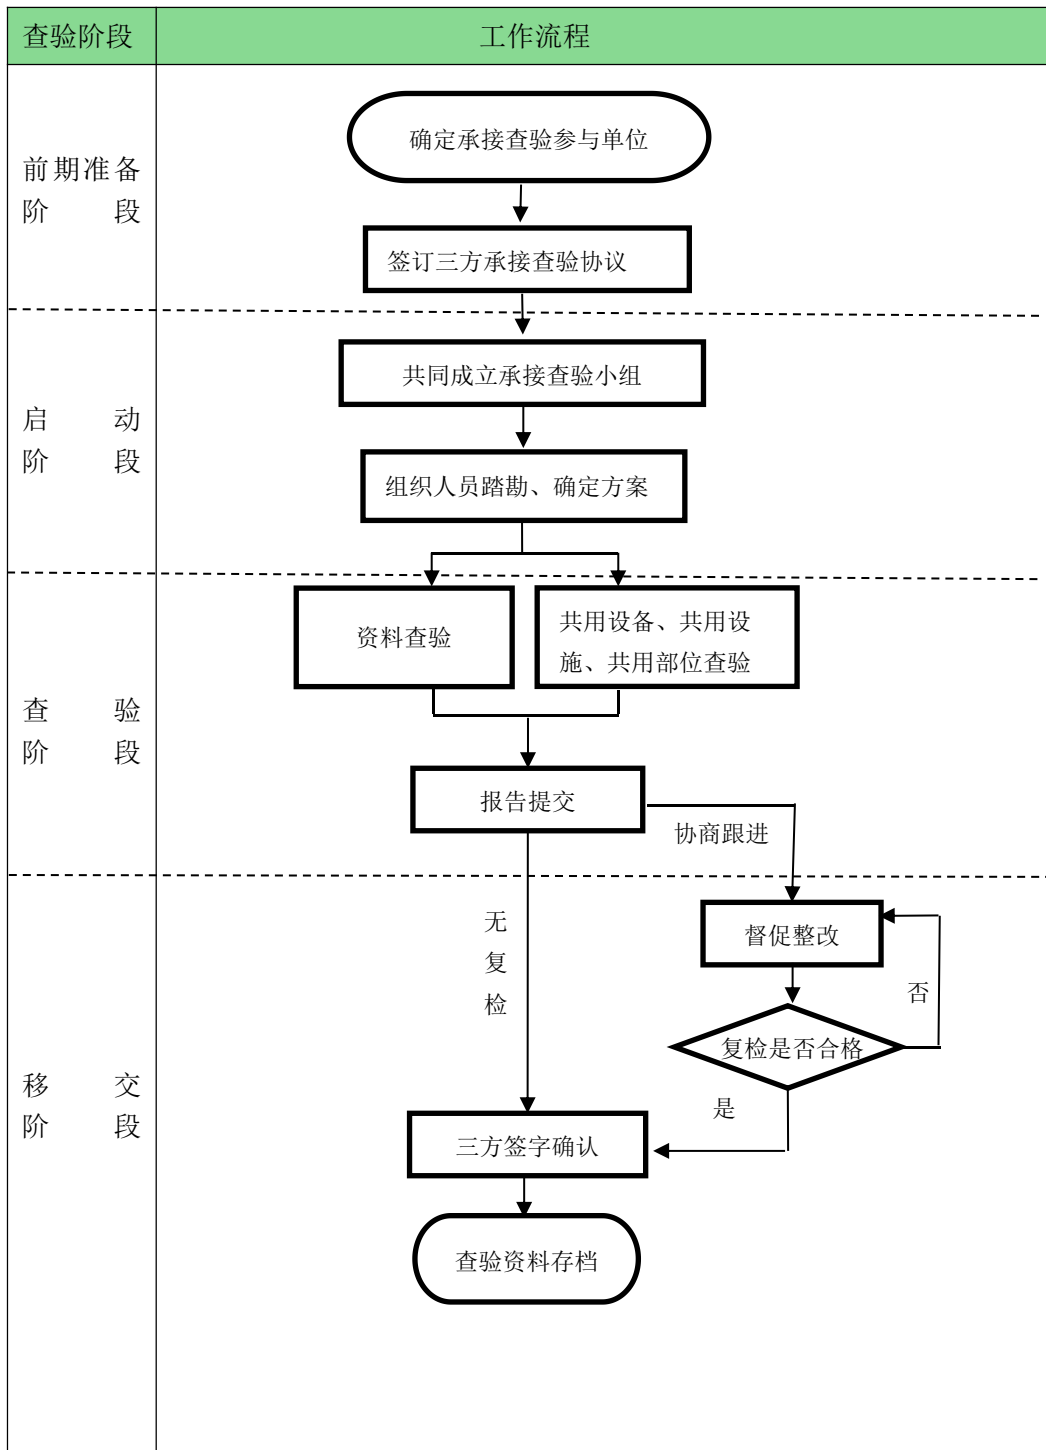 查验阶段
工作流程
前期准备
阶段
确定承接查验参与单位
签订三方承接查验协议
启动
阶段
共同成立承接查验小组
组织人员踏勘、确定方案
查验
阶段
资料查验
共用设备、共用设
施、共用部位查验
报告提交
协商跟进
移交
阶段
无
复
检
督促整改
否
复检是否合格
是
三方签字确认
查验资料存档